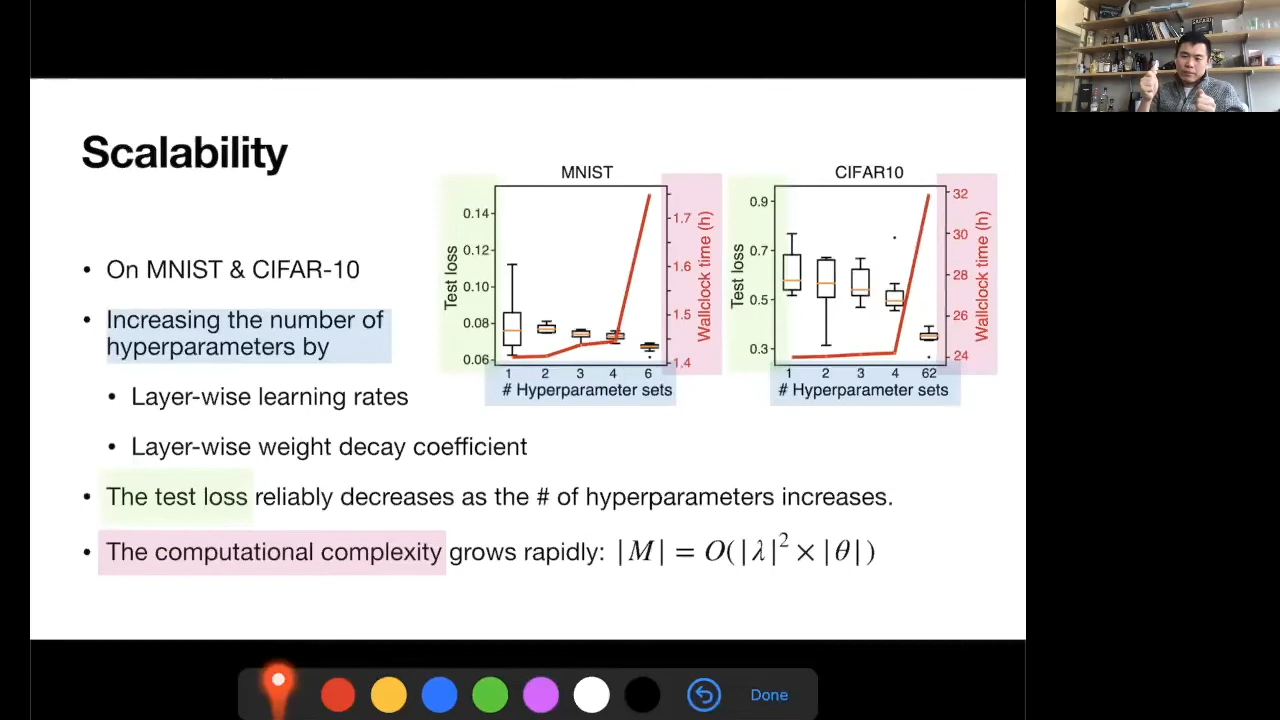 Scalability
• On MNIST & CIFAR-10
• Increasing the number of
hyperparameters by
• Layer-wise learning rates
• Layer-wise weight decay coefficient
• The test loss reliably decreases as the # of hyperparameters increases.
• The computational complexity grows rapidly: |M| = O(|λ|² × |θ|)
MNIST
Test loss
0.14
0.12
0.10
0.08
0.06
1 2 3 4 6
# Hyperparameter sets
1.7
1.6
1.5
1.4
Wallclock time (h)
CIFAR10
Test loss
0.9
0.7
0.5
0.3
1 2 3 4 62
# Hyperparameter sets
32
30
28
26
24
Wallclock time (h)
Done